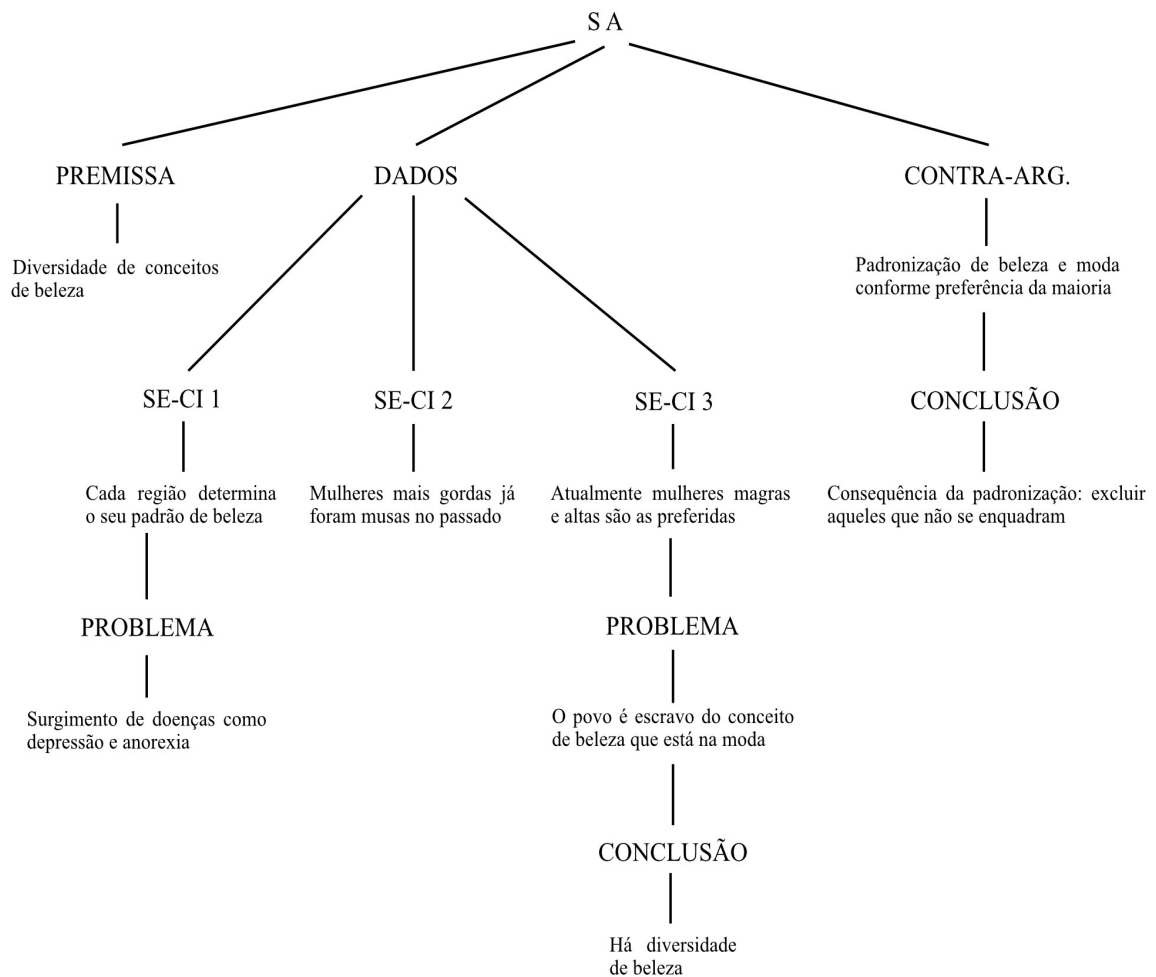 S A
PREMISSA
DADOS
CONTRA-ARG.
Diversidade de conceitos
de beleza
Padronização de beleza e moda
conforme preferência da maioria
SE-CI 1
SE-CI 2
SE-CI 3
CONCLUSÃO
Cada região determina
o seu padrão de beleza
Mulheres mais gordas já
foram musas no passado
Atualmente mulheres magras
e altas são as preferidas
Consequência da padronização: excluir
aqueles que não se enquadram
PROBLEMA
PROBLEMA
Surgimento de doenças como
depressão e anorexia
O povo é escravo do conceito
de beleza que está na moda
CONCLUSÃO
Há diversidade
de beleza